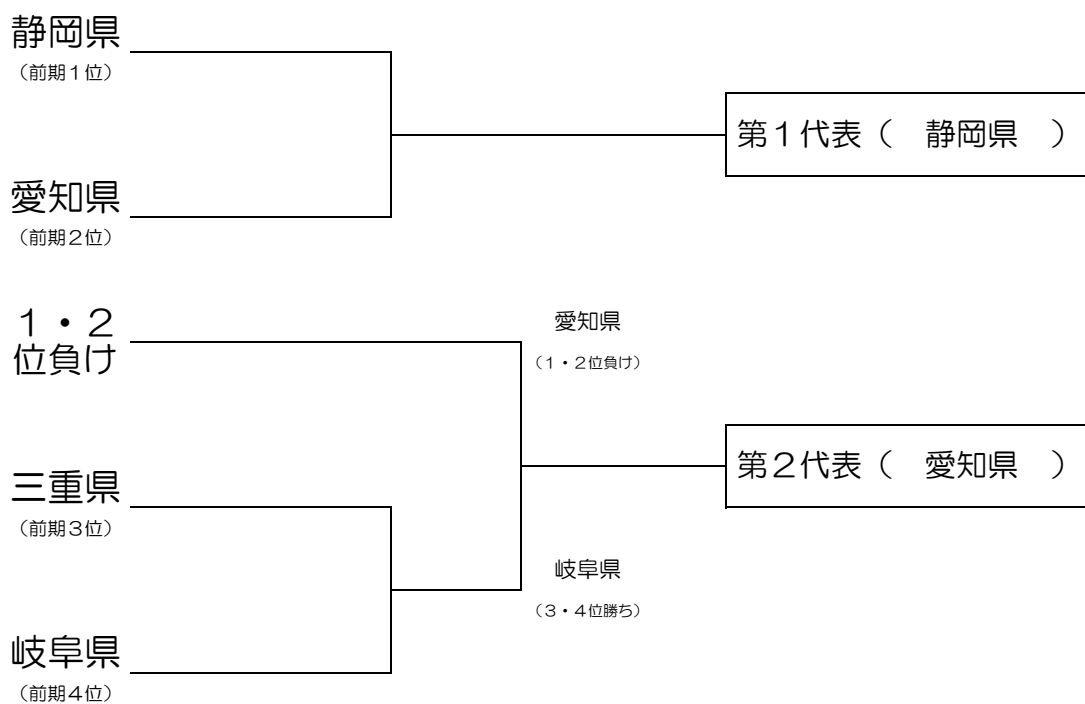 静岡県
（前期１位）
第１代表（　静岡県　）
愛知県
（前期２位）
１・２
位負け
愛知県
（１・２位負け）
第２代表（　愛知県　）
三重県
（前期３位）
岐阜県
（３・４位勝ち）
岐阜県
（前期４位）